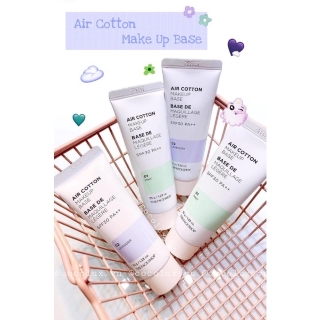 Air Cotton
Make Up Base
AIR COTTON
MAKEUP
BASE
BASE DE
MAQUILLAGE
LÉGÈRE
SPF30 PA++
02
AIR COTTON
MAKEUP
BASE
BASE DE
MAQUILLAGE
LÉGÈRE
SPF30 PA++
AIR COTTON
MAKEUP
BASE
BASE DE
MAQUILLAGE
LÉGÈRE
SPF30 PA++
02
AIR COTTON
MAKEUP
BASE
BASE DE
MAQUILLAGE
LÉGÈRE
SPF30 PA++